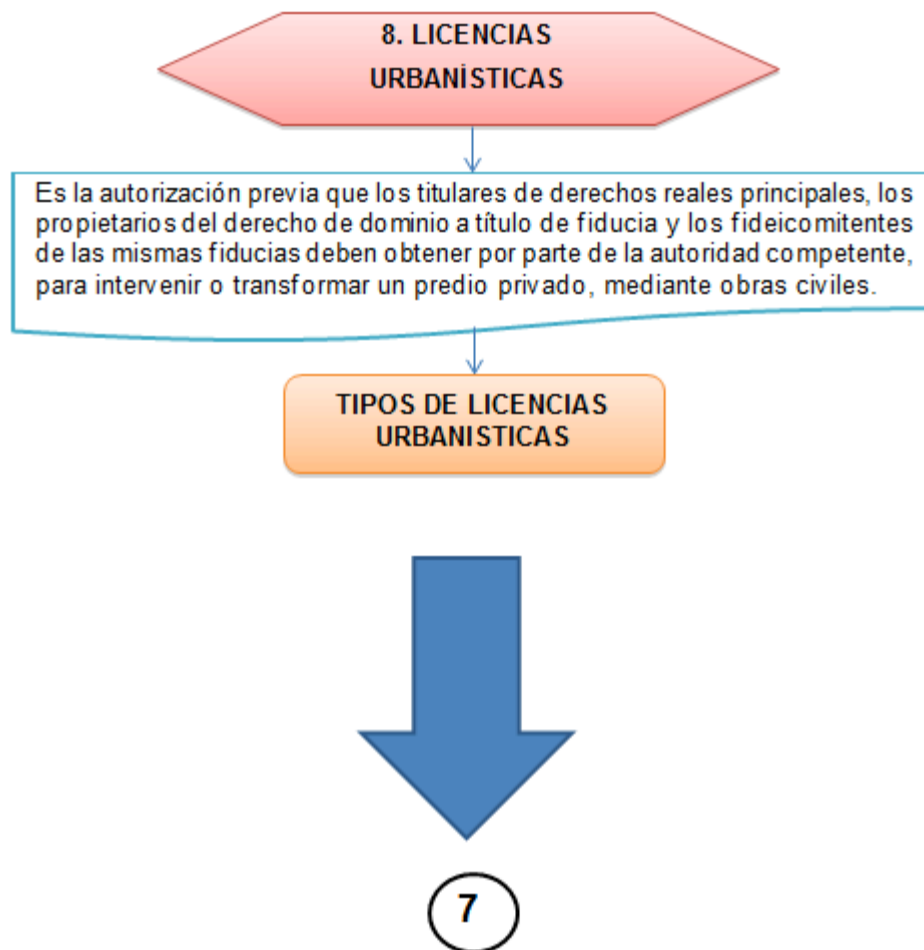 8. LICENCIAS
URBANÍSTICAS
Es la autorización previa que los titulares de derechos reales principales, los
propietarios del derecho de dominio a título de fiducia y los fideicomitentes
de las mismas fiducias deben obtener por parte de la autoridad competente,
para intervenir o transformar un predio privado, mediante obras civiles.
TIPOS DE LICENCIAS
URBANISTICAS
7